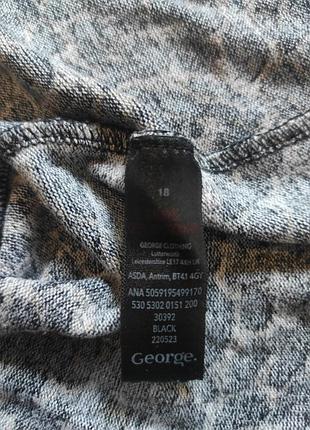 18
GEORGE CLOTHING
Lutterworth
Leicestershire LE17 4XH UK
ASDA, Antrim, BT41 4GY
ANA 5059195499170
530 5302 0151 200
30392
BLACK
220523
George.